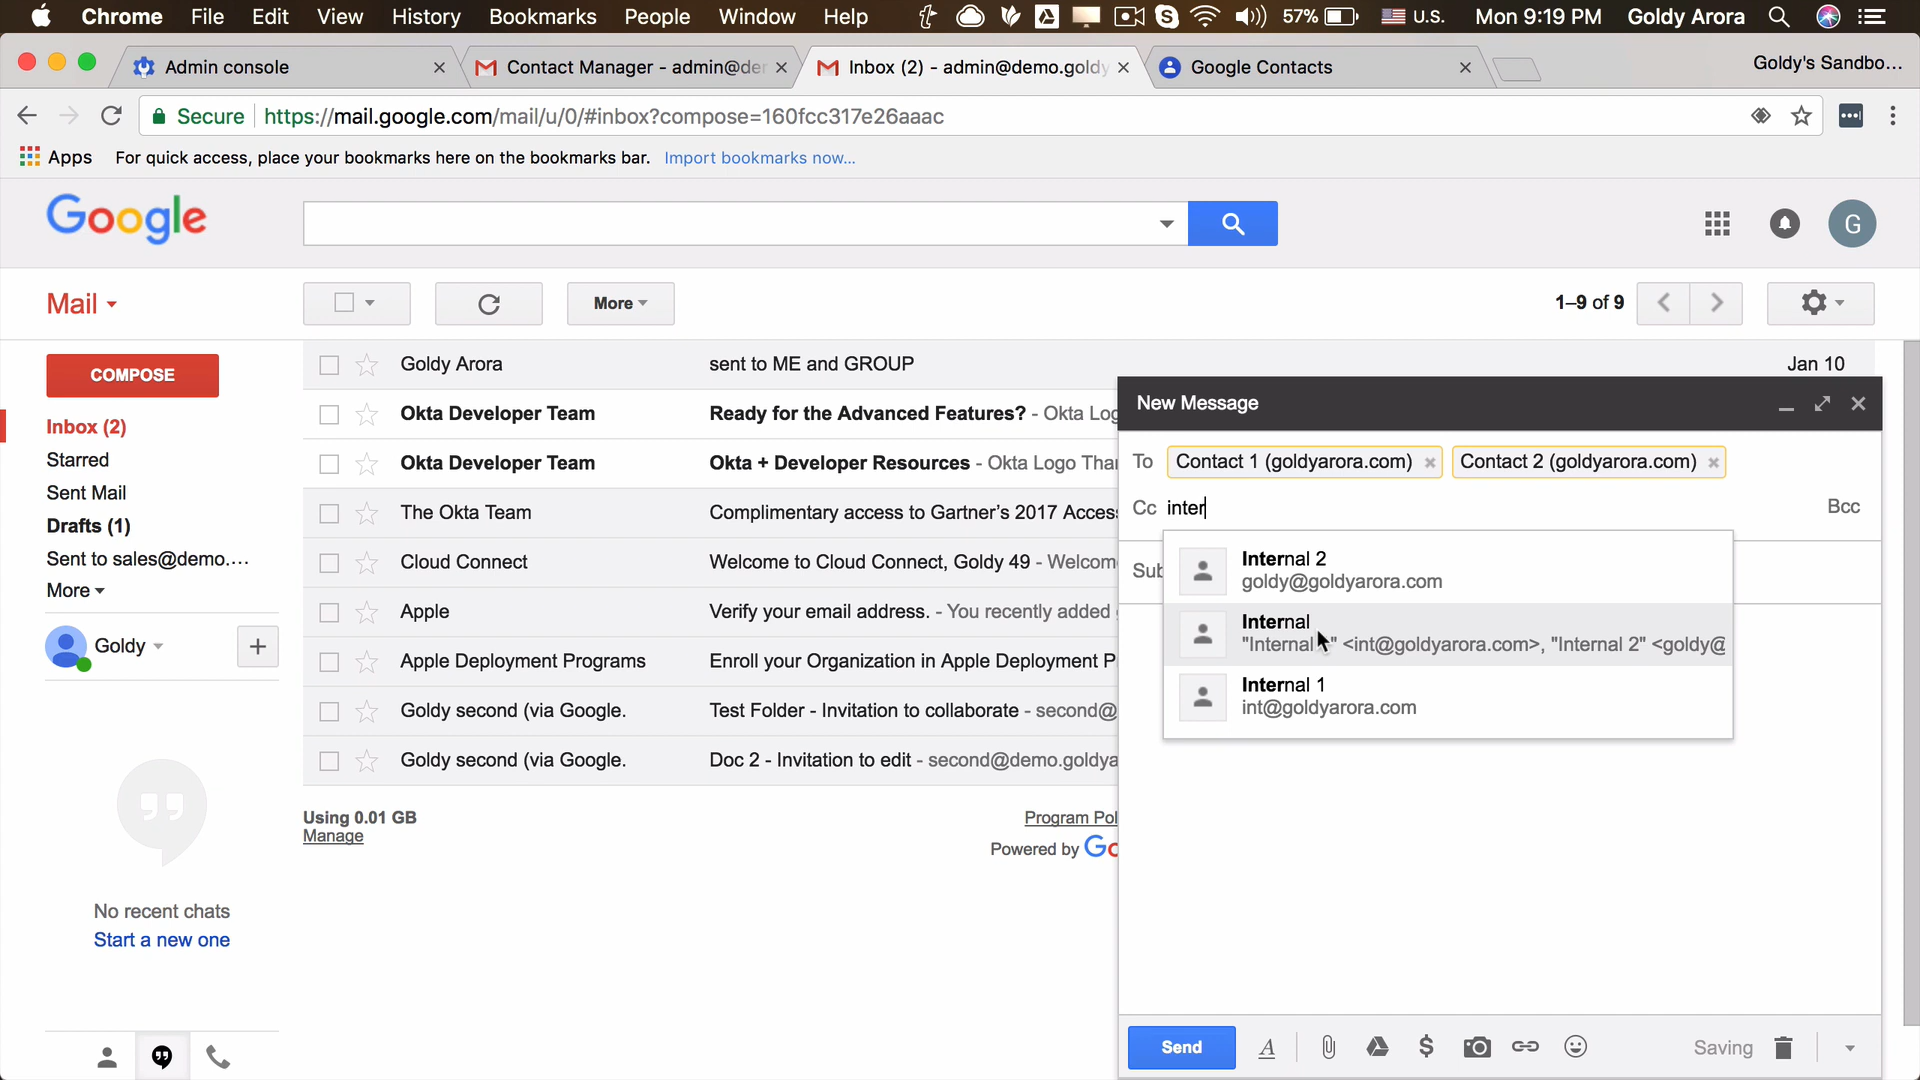 Chrome File Edit View History Bookmarks People Window Help 57% U.S. Mon 9:19 PM Goldy Arora
Admin console Contact Manager - admin@de Inbox (2) - admin@demo.goldy Google Contacts Goldy's Sandbo...
Secure https://mail.google.com/mail/u/0/#inbox?compose=160fcc317e26aaac
Apps For quick access, place your bookmarks here on the bookmarks bar. Import bookmarks now...
Google G
Mail More 1–9 of 9
COMPOSE
Inbox (2)
Starred
Sent Mail
Drafts (1)
Sent to sales@demo....
More
Goldy +
No recent chats
Start a new one
Goldy Arora sent to ME and GROUP Jan 10
Okta Developer Team Ready for the Advanced Features? - Okta Log
Okta Developer Team Okta + Developer Resources - Okta Logo Tha
The Okta Team Complimentary access to Gartner's 2017 Acces
Cloud Connect Welcome to Cloud Connect, Goldy 49 - Welcom
Apple Verify your email address. - You recently added
Apple Deployment Programs Enroll your Organization in Apple Deployment P
Goldy second (via Google. Test Folder - Invitation to collaborate - second@
Goldy second (via Google. Doc 2 - Invitation to edit - second@demo.goldya
Using 0.01 GB
Manage
Program Pol
Powered by Go
New Message
To Contact 1 (goldyarora.com) Contact 2 (goldyarora.com)
Cc inter Bcc
Sub
Internal 2
goldy@goldyarora.com
Internal
"Internal " <int@goldyarora.com>, "Internal 2" <goldy@
Internal 1
int@goldyarora.com
Send A $ Saving